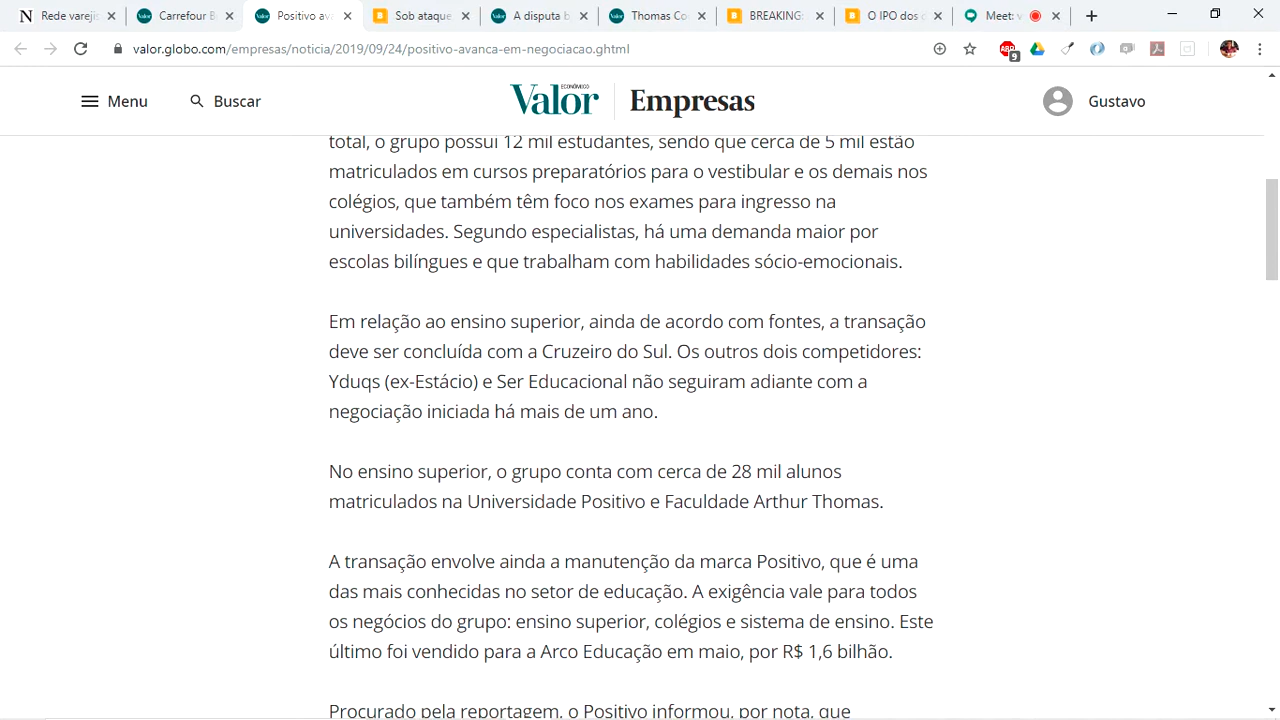 Rede varejis
Carrefour B
Positivo ava
Sob ataque
A disputa b
Thomas Co
BREAKING:
O IPO dos d
Meet: v
valor.globo.com/empresas/noticia/2019/09/24/positivo-avanca-em-negociacao.ghtml
ABP
9
Menu
Buscar
Valor ECONÔMICO
Empresas
Gustavo
total, o grupo possui 12 mil estudantes, sendo que cerca de 5 mil estão
matriculados em cursos preparatórios para o vestibular e os demais nos
colégios, que também têm foco nos exames para ingresso na
universidades. Segundo especialistas, há uma demanda maior por
escolas bilíngues e que trabalham com habilidades sócio-emocionais.
Em relação ao ensino superior, ainda de acordo com fontes, a transação
deve ser concluída com a Cruzeiro do Sul. Os outros dois competidores:
Yduqs (ex-Estácio) e Ser Educacional não seguiram adiante com a
negociação iniciada há mais de um ano.
No ensino superior, o grupo conta com cerca de 28 mil alunos
matriculados na Universidade Positivo e Faculdade Arthur Thomas.
A transação envolve ainda a manutenção da marca Positivo, que é uma
das mais conhecidas no setor de educação. A exigência vale para todos
os negócios do grupo: ensino superior, colégios e sistema de ensino. Este
último foi vendido para a Arco Educação em maio, por R$ 1,6 bilhão.
Procurado pela reportagem, o Positivo informou, por nota, que